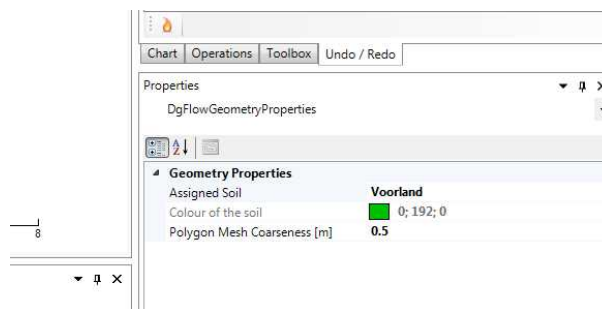 Chart Operations Toolbox Undo / Redo
Properties
DgFlowGeometryProperties
Geometry Properties
Assigned Soil Voorland
Colour of the soil 0; 192; 0
Polygon Mesh Coarseness [m] 0.5
8